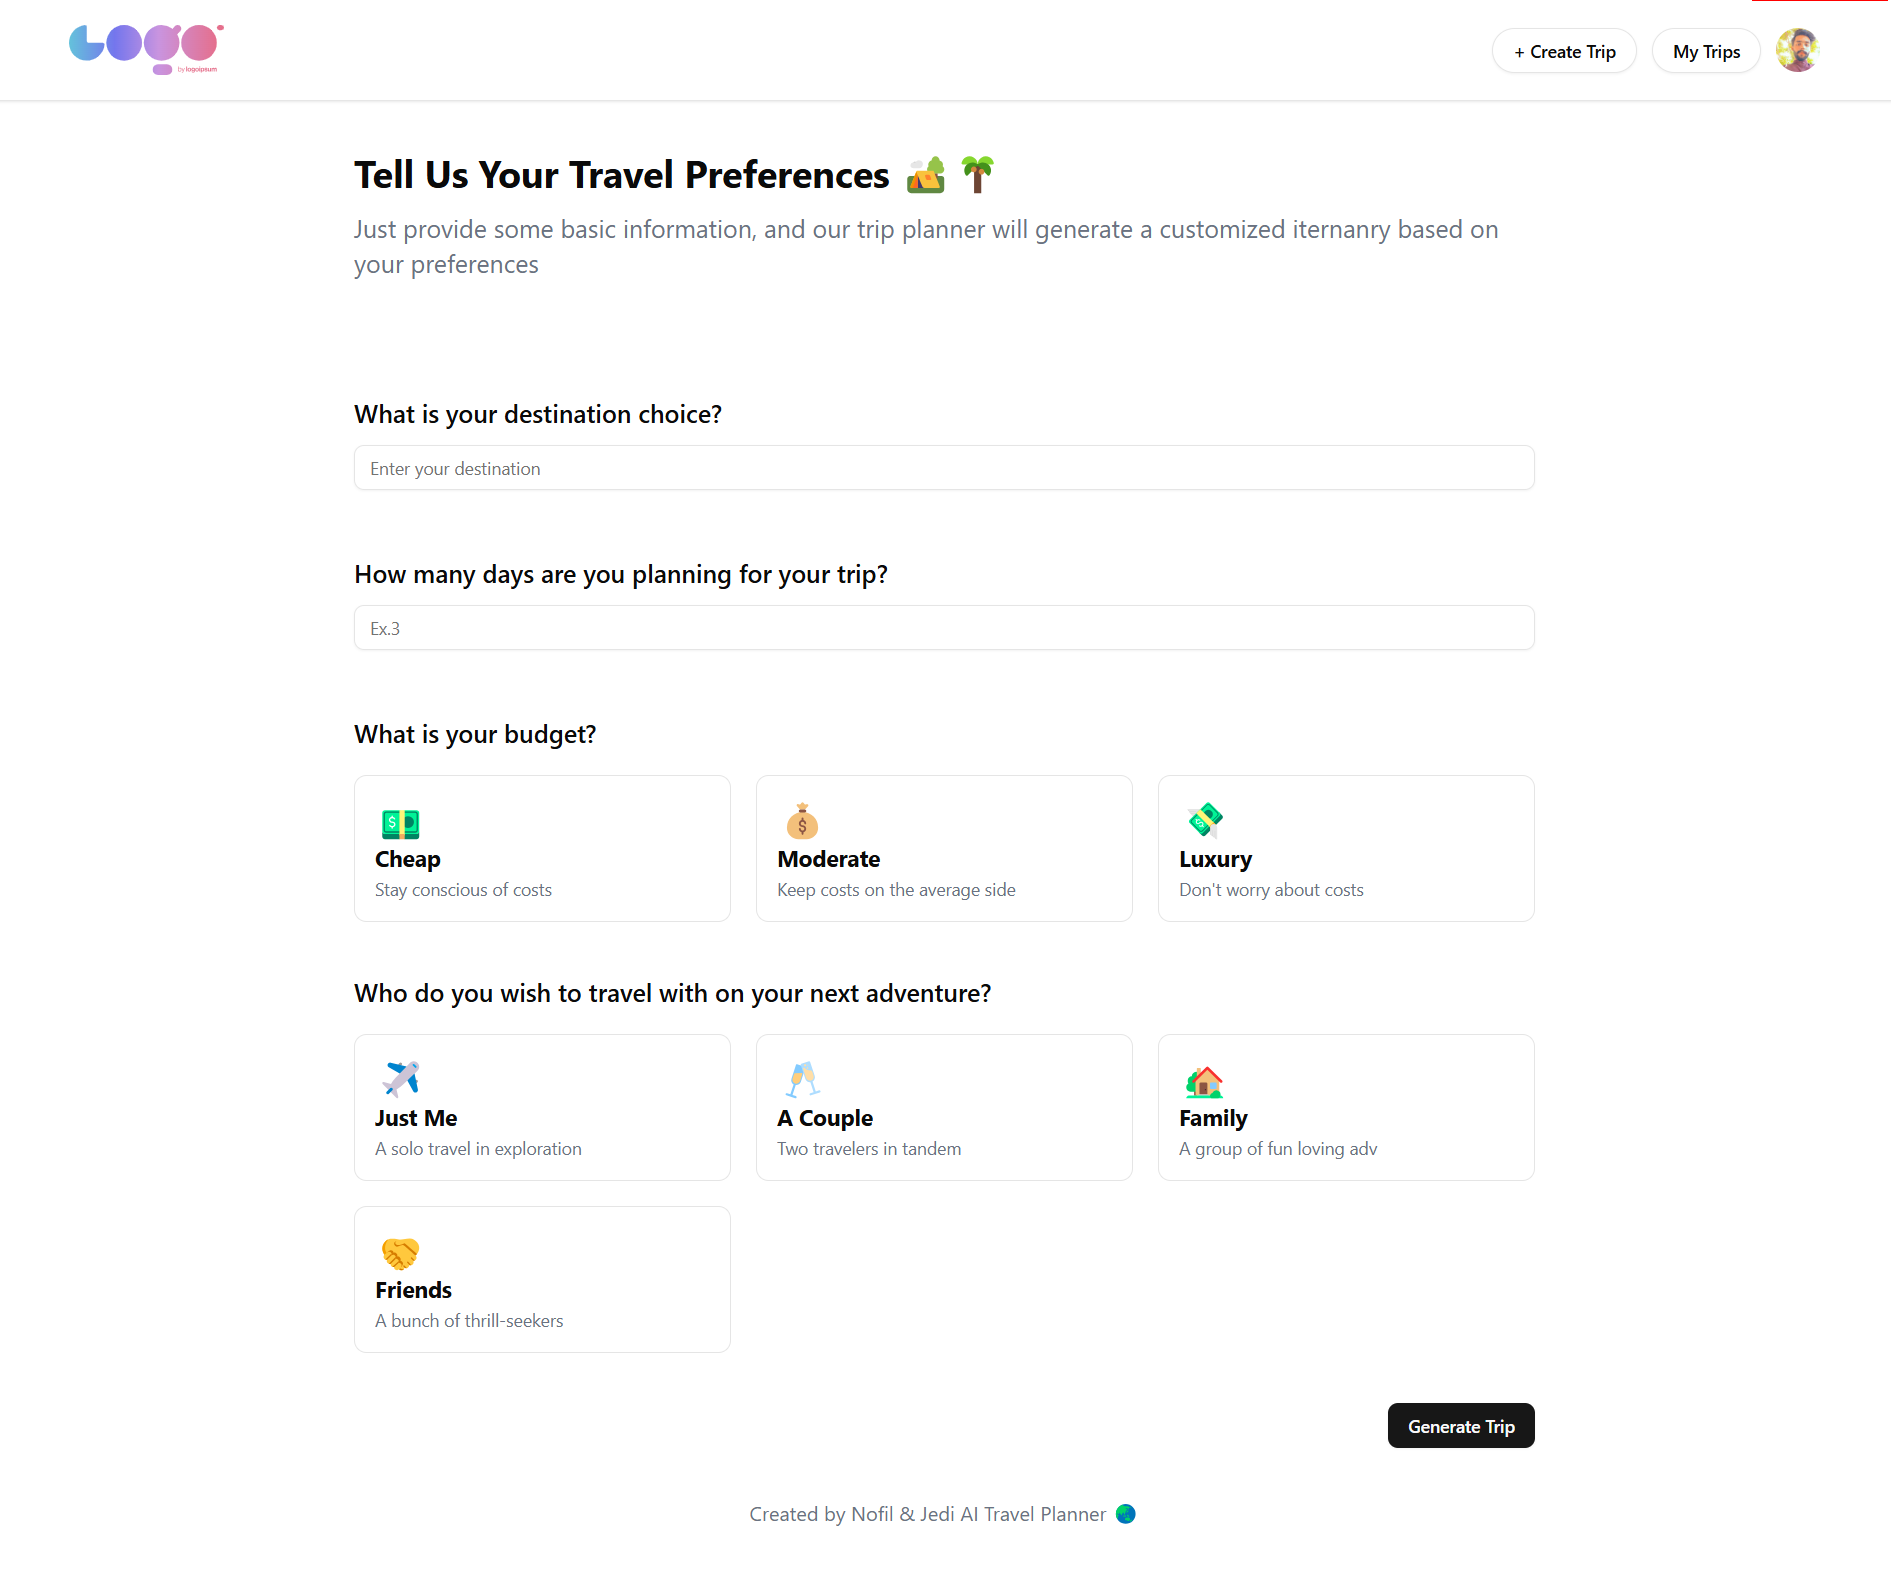 LOGO
by logoipsum
+ Create Trip
My Trips
Tell Us Your Travel Preferences 🏕️🌴
Just provide some basic information, and our trip planner will generate a customized iternanry based on
your preferences
What is your destination choice?
Enter your destination
How many days are you planning for your trip?
Ex.3
What is your budget?
Cheap
Stay conscious of costs
Moderate
Keep costs on the average side
Luxury
Don't worry about costs
Who do you wish to travel with on your next adventure?
Just Me
A solo travel in exploration
A Couple
Two travelers in tandem
Family
A group of fun loving adv
Friends
A bunch of thrill-seekers
Generate Trip
Created by Nofil & Jedi AI Travel Planner 🌏